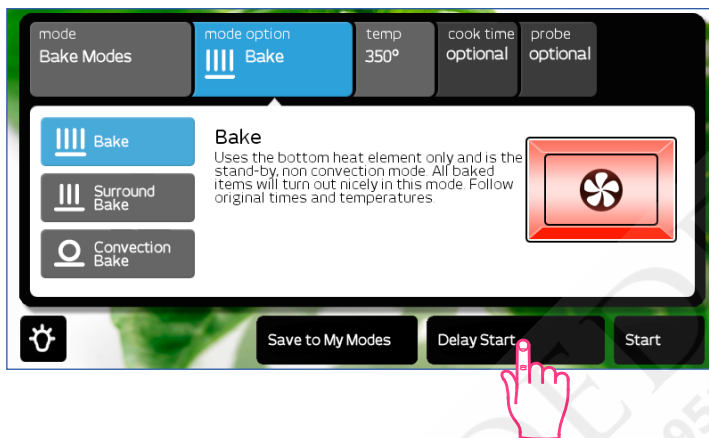 mode
Bake Modes
mode option
Bake
temp
350°
cook time
optional
probe
optional
Bake
Surround
Bake
Convection
Bake
Bake
Uses the bottom heat element only and is the
stand-by, non convection mode. All baked
items will turn out nicely in this mode. Follow
original times and temperatures.
Save to My Modes
Delay Start
Start